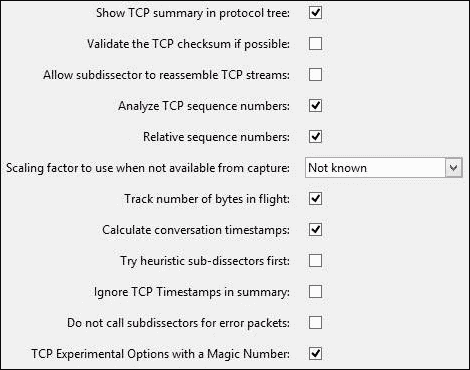 Show TCP summary in protocol tree:
Validate the TCP checksum if possible:
Allow subdissector to reassemble TCP streams:
Analyze TCP sequence numbers:
Relative sequence numbers:
Scaling factor to use when not available from capture: Not known
Track number of bytes in flight:
Calculate conversation timestamps:
Try heuristic sub-dissectors first:
Ignore TCP Timestamps in summary:
Do not call subdissectors for error packets:
TCP Experimental Options with a Magic Number: